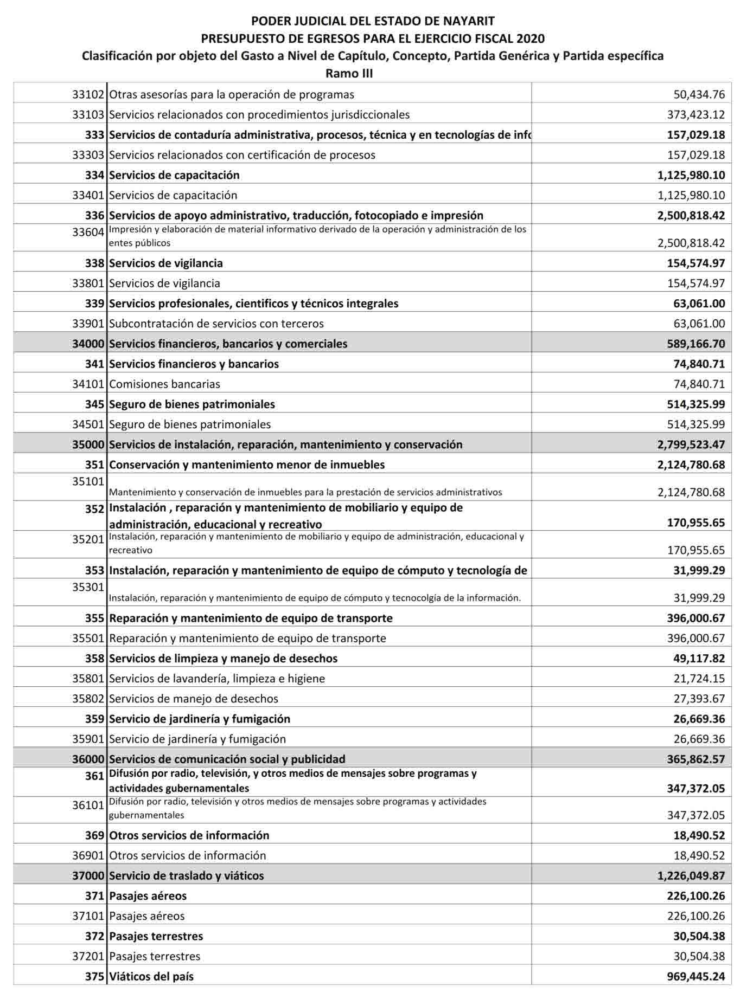 PODER JUDICIAL DEL ESTADO DE NAYARIT
PRESUPUESTO DE EGRESOS PARA EL EJERCICIO FISCAL 2020
Clasificación por objeto del Gasto a Nivel de Capítulo, Concepto, Partida Genérica y Partida específica
Ramo III
33102 Otras asesorías para la operación de programas 50,434.76
33103 Servicios relacionados con procedimientos jurisdiccionales 373,423.12
333 Servicios de contaduría administrativa, procesos, técnica y en tecnologías de info 157,029.18
33303 Servicios relacionados con certificación de procesos 157,029.18
334 Servicios de capacitación 1,125,980.10
33401 Servicios de capacitación 1,125,980.10
336 Servicios de apoyo administrativo, traducción, fotocopiado e impresión 2,500,818.42
33604 Impresión y elaboración de material informativo derivado de la operación y administración de los
entes públicos 2,500,818.42
338 Servicios de vigilancia 154,574.97
33801 Servicios de vigilancia 154,574.97
339 Servicios profesionales, cientificos y técnicos integrales 63,061.00
33901 Subcontratación de servicios con terceros 63,061.00
34000 Servicios financieros, bancarios y comerciales 589,166.70
341 Servicios financieros y bancarios 74,840.71
34101 Comisiones bancarias 74,840.71
345 Seguro de bienes patrimoniales 514,325.99
34501 Seguro de bienes patrimoniales 514,325.99
35000 Servicios de instalación, reparación, mantenimiento y conservación 2,799,523.47
351 Conservación y mantenimiento menor de inmuebles 2,124,780.68
35101
Mantenimiento y conservación de inmuebles para la prestación de servicios administrativos 2,124,780.68
352 Instalación , reparación y mantenimiento de mobiliario y equipo de
administración, educacional y recreativo 170,955.65
35201 Instalación, reparación y mantenimiento de mobiliario y equipo de administración, educacional y
recreativo 170,955.65
353 Instalación, reparación y mantenimiento de equipo de cómputo y tecnología de 31,999.29
35301
Instalación, reparación y mantenimiento de equipo de cómputo y tecnocolgía de la información. 31,999.29
355 Reparación y mantenimiento de equipo de transporte 396,000.67
35501 Reparación y mantenimiento de equipo de transporte 396,000.67
358 Servicios de limpieza y manejo de desechos 49,117.82
35801 Servicios de lavandería, limpieza e higiene 21,724.15
35802 Servicios de manejo de desechos 27,393.67
359 Servicio de jardinería y fumigación 26,669.36
35901 Servicio de jardinería y fumigación 26,669.36
36000 Servicios de comunicación social y publicidad 365,862.57
361 Difusión por radio, televisión, y otros medios de mensajes sobre programas y
actividades gubernamentales 347,372.05
36101 Difusión por radio, televisión y otros medios de mensajes sobre programas y actividades
gubernamentales 347,372.05
369 Otros servicios de información 18,490.52
36901 Otros servicios de información 18,490.52
37000 Servicio de traslado y viáticos 1,226,049.87
371 Pasajes aéreos 226,100.26
37101 Pasajes aéreos 226,100.26
372 Pasajes terrestres 30,504.38
37201 Pasajes terrestres 30,504.38
375 Viáticos del país 969,445.24